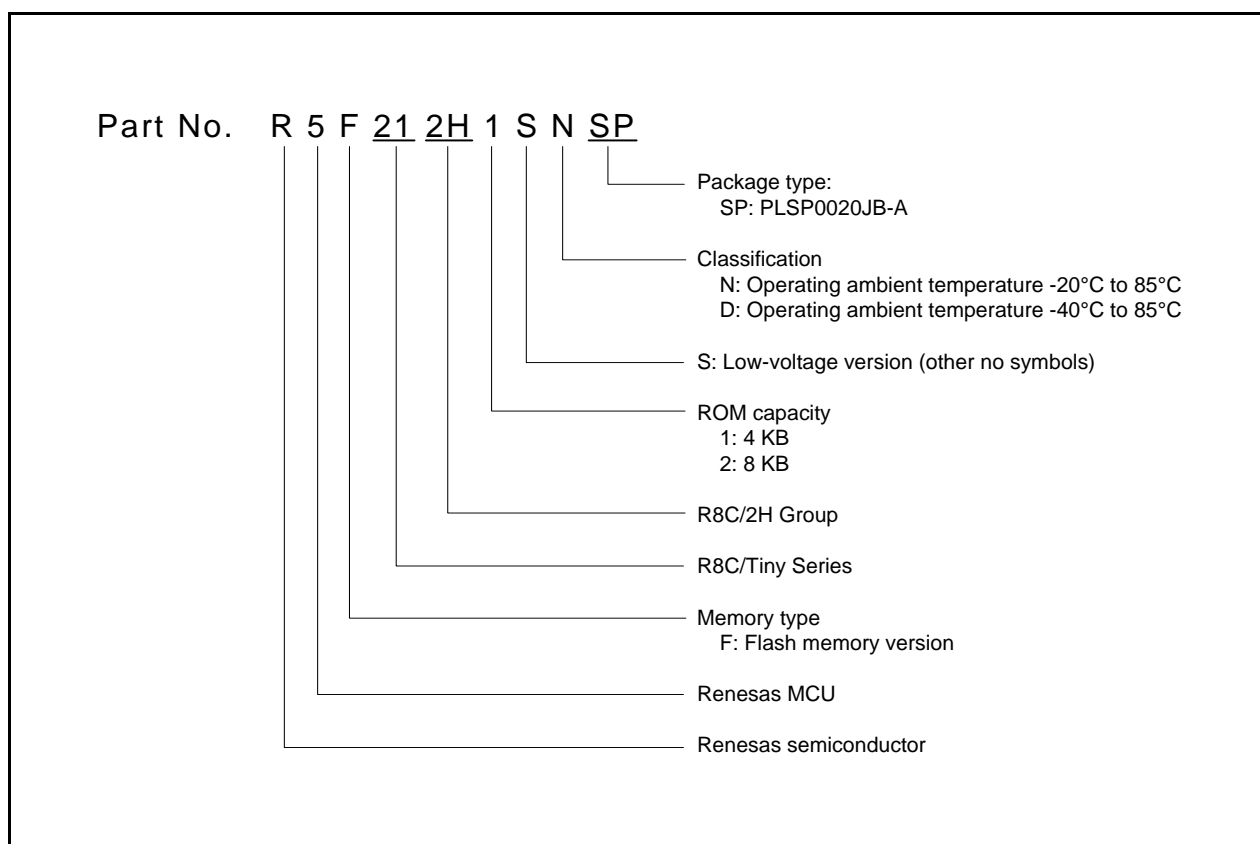 Part No. R 5 F 21 2H 1 S N SP
Package type:
SP: PLSP0020JB-A
Classification
N: Operating ambient temperature -20°C to 85°C
D: Operating ambient temperature -40°C to 85°C
S: Low-voltage version (other no symbols)
ROM capacity
1: 4 KB
2: 8 KB
R8C/2H Group
R8C/Tiny Series
Memory type
F: Flash memory version
Renesas MCU
Renesas semiconductor